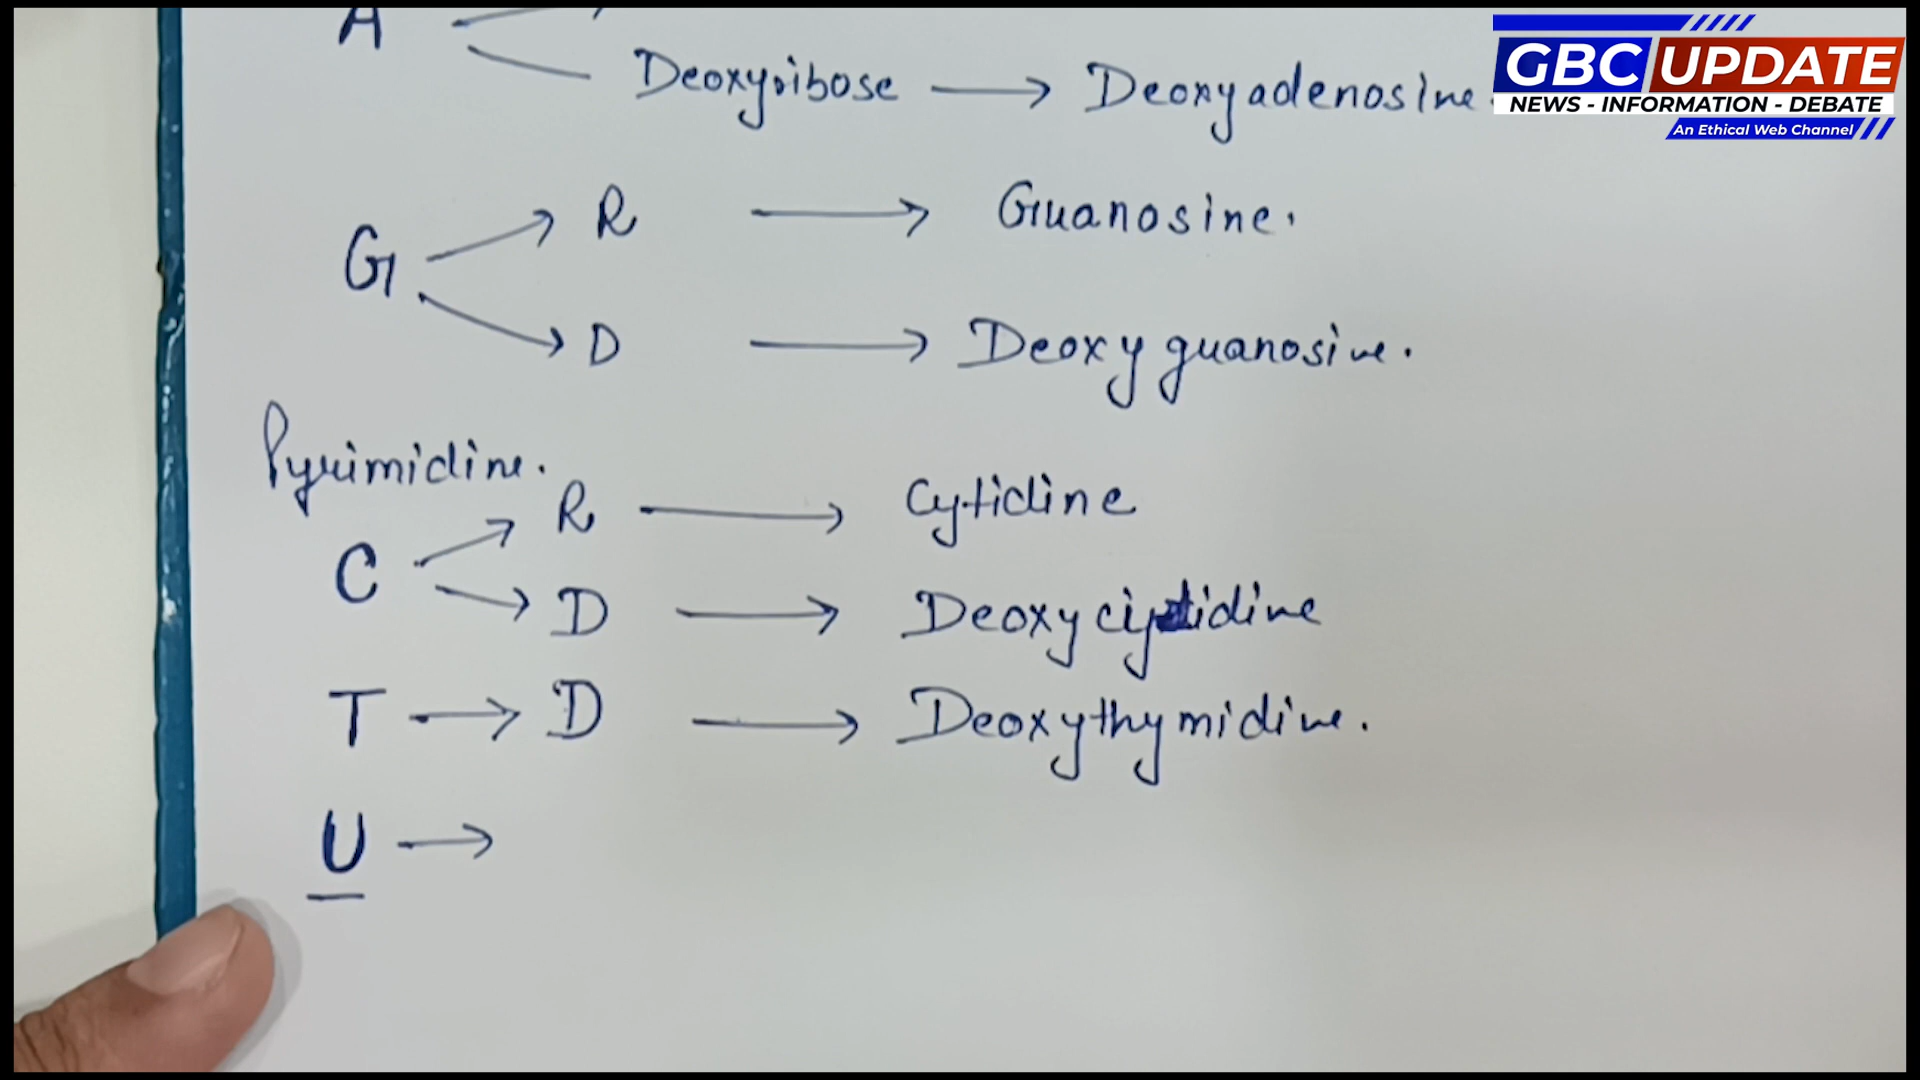 A
Deoxyribose → Deoxyadenosine.
GBC UPDATE
NEWS - INFORMATION - DEBATE
An Ethical Web Channel
G → R → Guanosine.
→ D → Deoxyguanosine.
Pyrimidine.
C → R → Cytidine
→ D → Deoxycytidine
T → D → Deoxythymidine.
U →